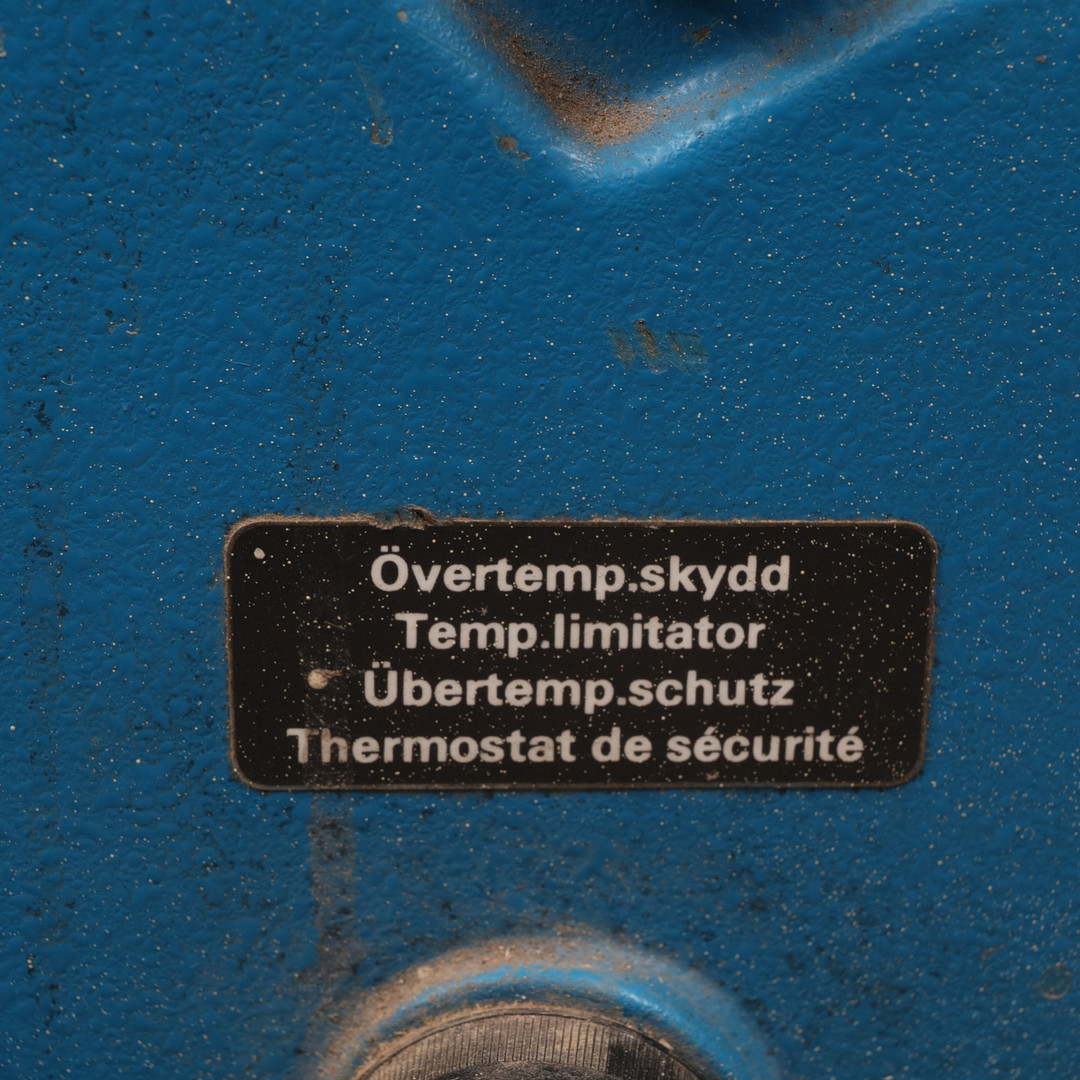 Övertemp.skydd
Temp.limitator
Übertemp.schutz
Thermostat de sécurité